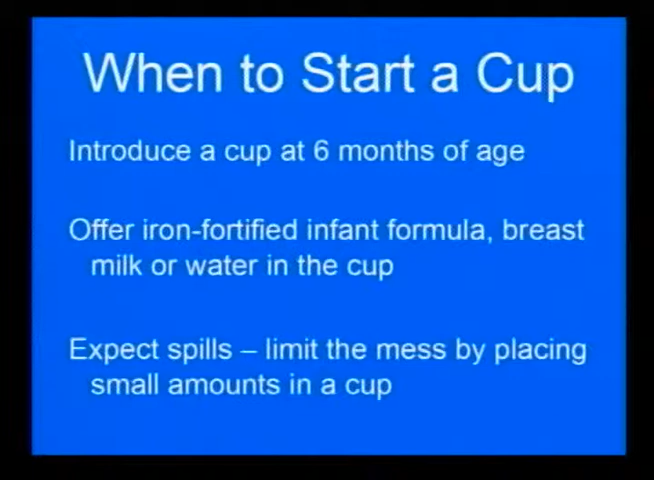 When to Start a Cup
Introduce a cup at 6 months of age
Offer iron-fortified infant formula, breast
milk or water in the cup
Expect spills – limit the mess by placing
small amounts in a cup